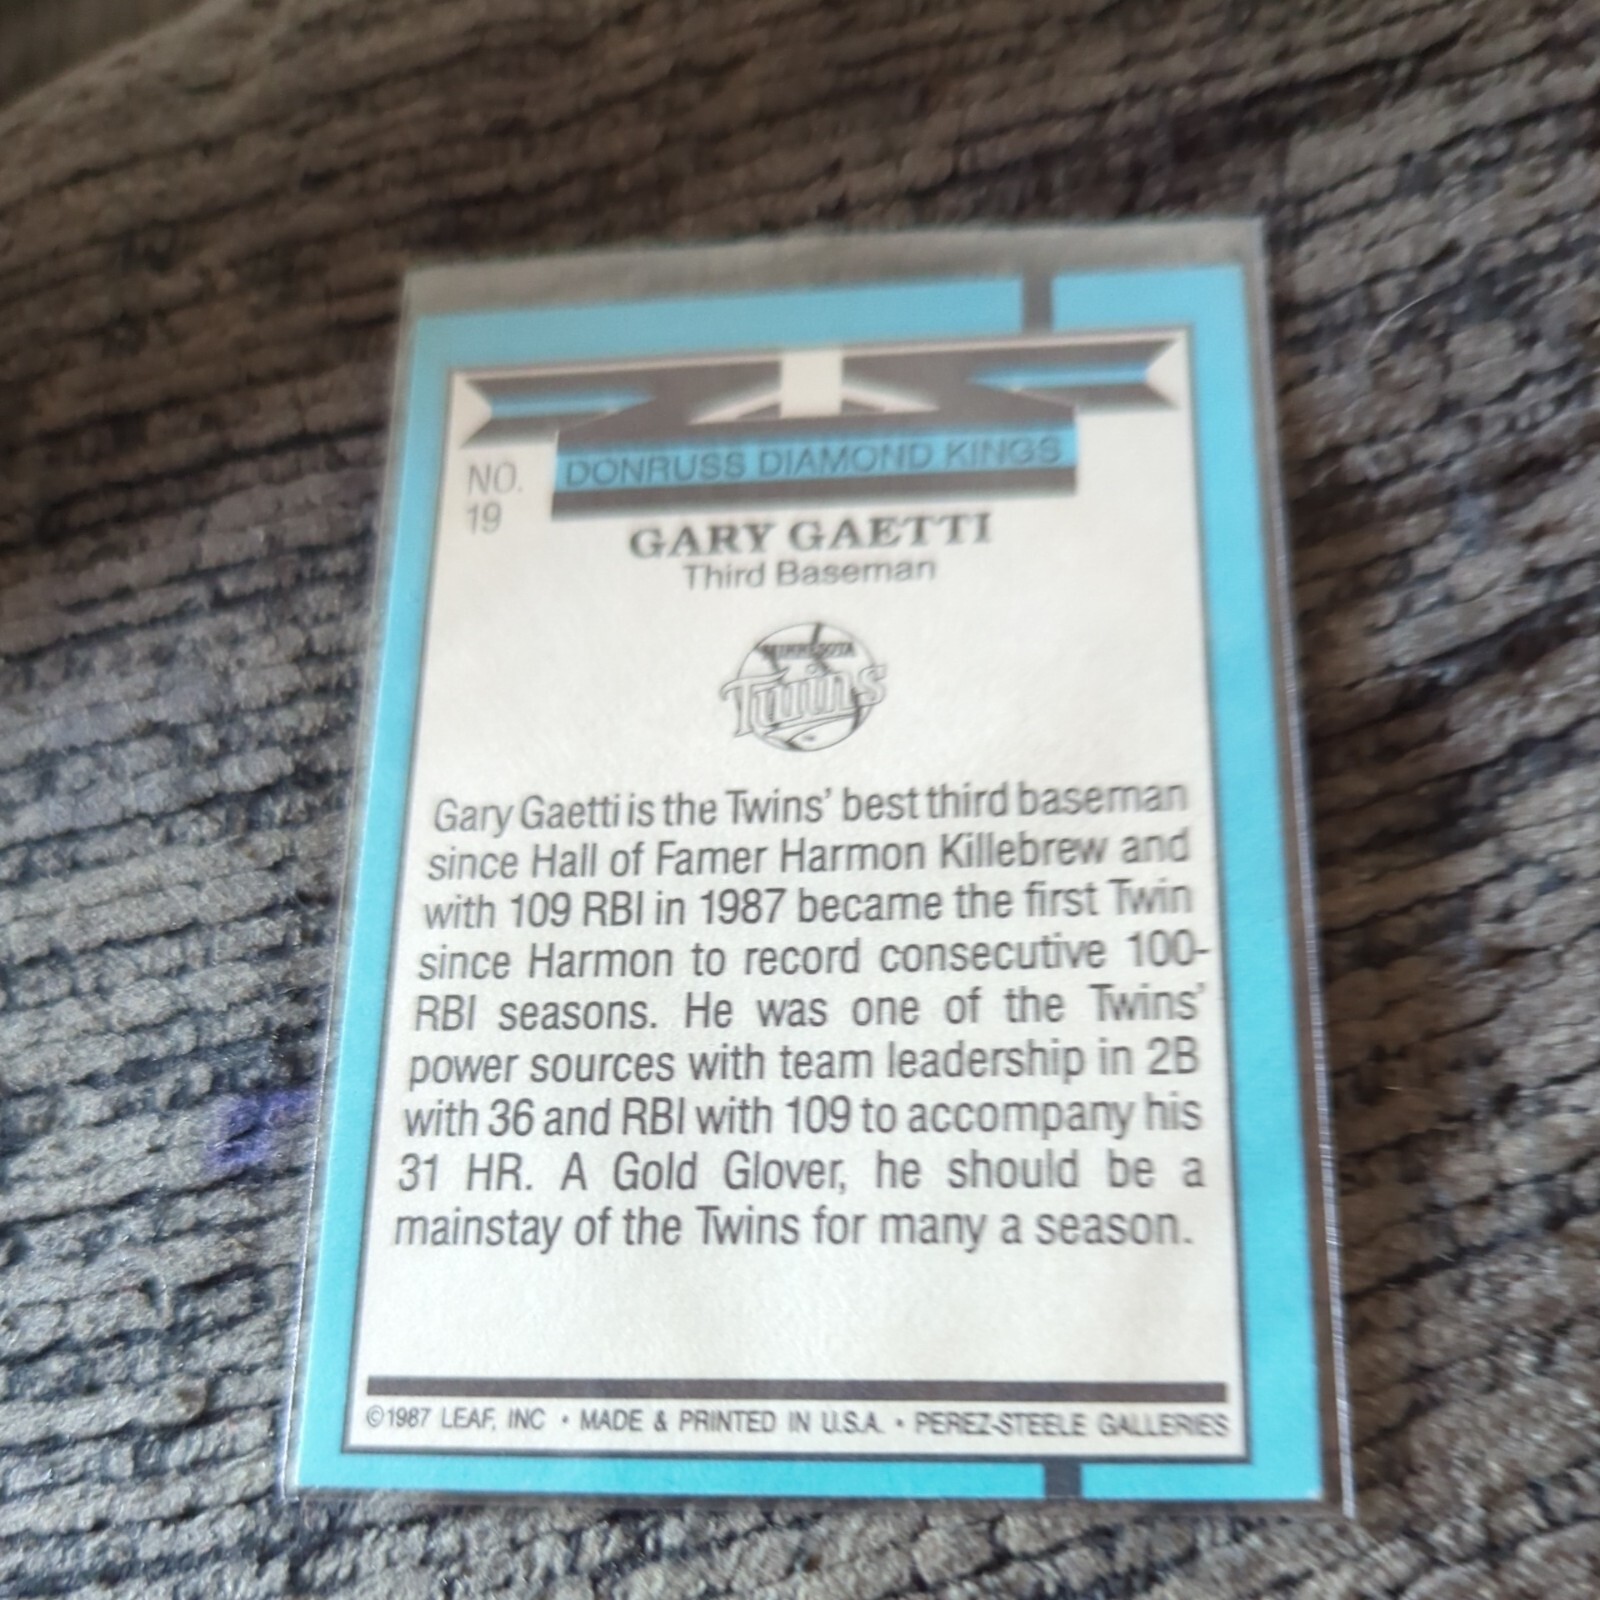 DONRUSS DIAMOND KINGS
NO.
19
GARY GAETTI
Third Baseman
MINNESOTA
Twins
Gary Gaetti is the Twins' best third baseman
since Hall of Famer Harmon Killebrew and
with 109 RBI in 1987 became the first Twin
since Harmon to record consecutive 100-
RBI seasons. He was one of the Twins'
power sources with team leadership in 2B
with 36 and RBI with 109 to accompany his
31 HR. A Gold Glover, he should be a
mainstay of the Twins for many a season.
©1987 LEAF, INC • MADE & PRINTED IN U.S.A. • PEREZ-STEELE GALLERIES